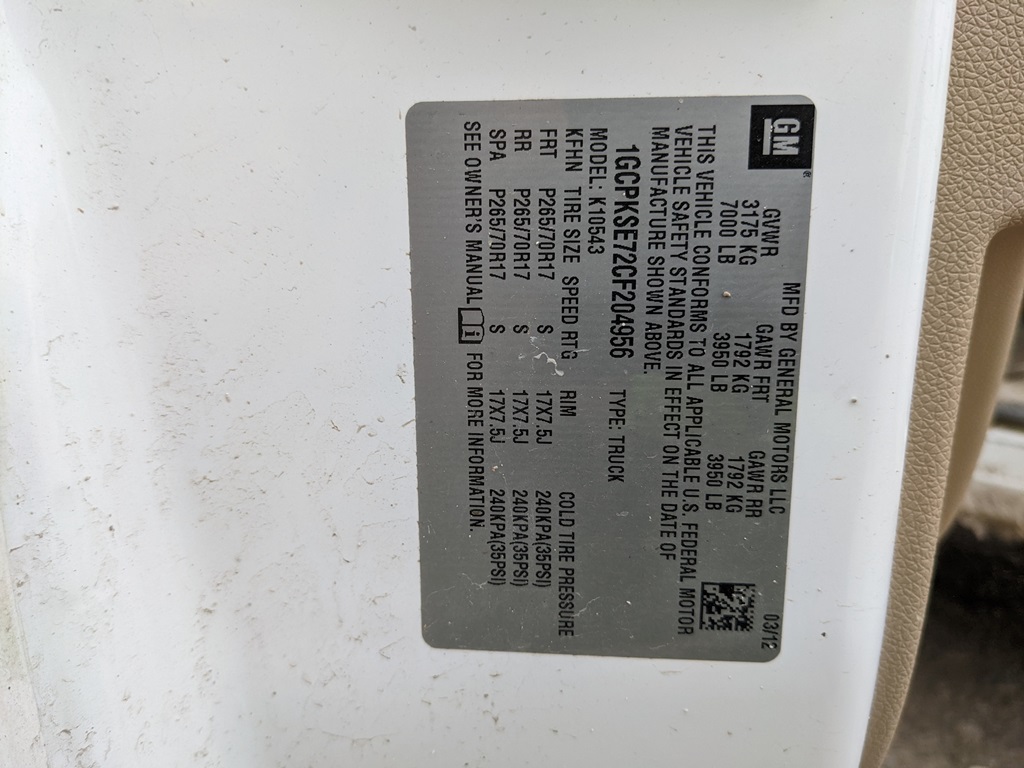 GM®
MFD BY GENERAL MOTORS LLC 03/12
GVWR GAWR FRT GAWR RR
3175 KG 1792 KG 1792 KG
7000 LB 3950 LB 3950 LB
THIS VEHICLE CONFORMS TO ALL APPLICABLE U.S. FEDERAL MOTOR
VEHICLE SAFETY STANDARDS IN EFFECT ON THE DATE OF
MANUFACTURE SHOWN ABOVE.
1GCPKSE72CF204956 TYPE: TRUCK
MODEL: K10543
KFHN TIRE SIZE SPEED RTG RIM COLD TIRE PRESSURE
FRT P265/70R17 S 17X7.5J 240KPA(35PSI)
RR P265/70R17 S 17X7.5J 240KPA(35PSI)
SPA P265/70R17 S 17X7.5J 240KPA(35PSI)
SEE OWNER'S MANUAL i FOR MORE INFORMATION.